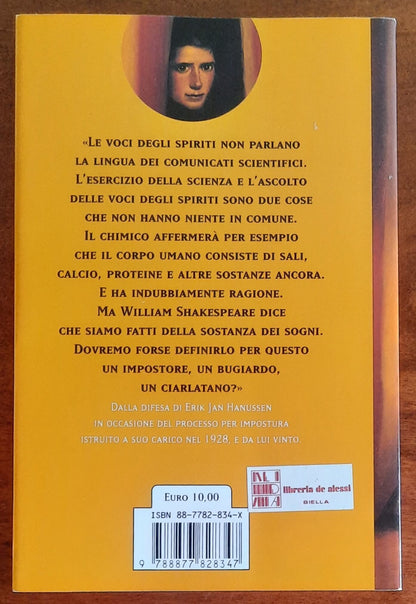 «Le voci degli spiriti non parlano
la lingua dei comunicati scientifici.
L'esercizio della scienza e l'ascolto
delle voci degli spiriti sono due cose
che non hanno niente in comune.
Il chimico affermerà per esempio
che il corpo umano consiste di sali,
calcio, proteine e altre sostanze ancora.
E ha indubbiamente ragione.
Ma William Shakespeare dice
che siamo fatti della sostanza dei sogni.
Dovremo forse definirlo per questo
un impostore, un bugiardo,
un ciarlatano?»
Dalla difesa di Erik Jan Hanussen
in occasione del processo per impostura
istruito a suo carico nel 1928, e da lui vinto.
Euro 10,00
ISBN 88-7782-834-X
9 788877 828347
libreria de alessi
BIELLA